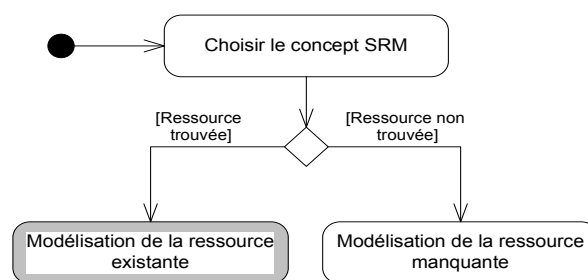 Choisir le concept SRM
[Ressource
trouvée]
[Ressource non
trouvée]
Modélisation de la ressource
existante
Modélisation de la ressource
manquante